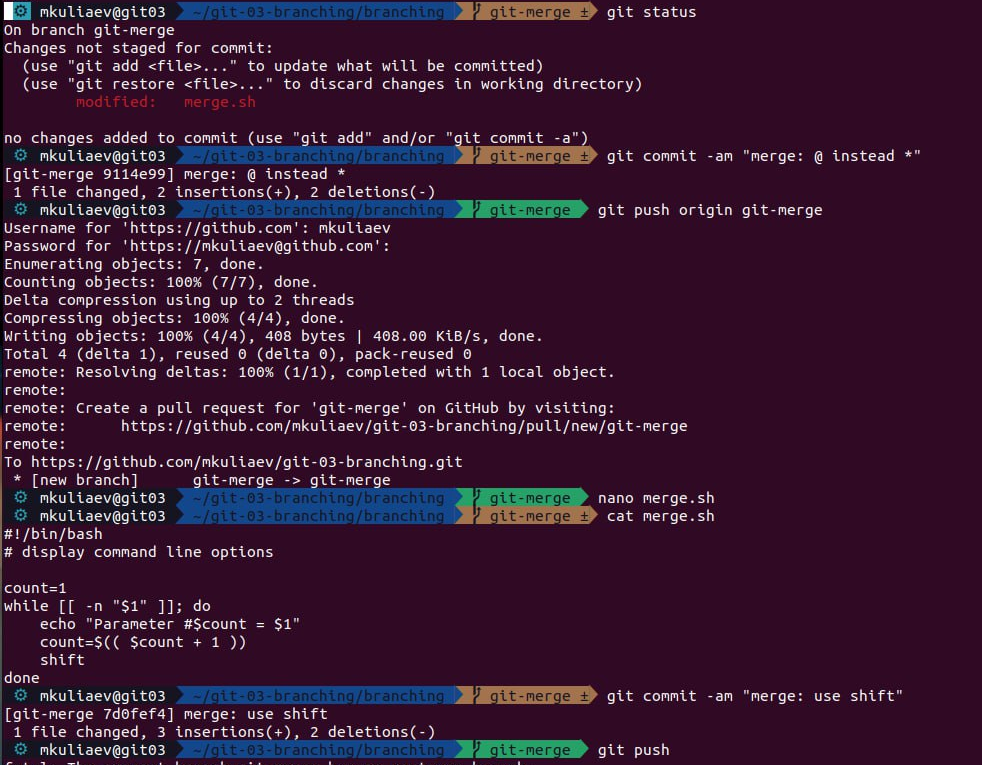 mkuliaev@git03 ~/git-03-branching/branching git-merge ± git status
On branch git-merge
Changes not staged for commit:
  (use "git add <file>..." to update what will be committed)
  (use "git restore <file>..." to discard changes in working directory)
        modified:   merge.sh

no changes added to commit (use "git add" and/or "git commit -a")
mkuliaev@git03 ~/git-03-branching/branching git-merge ± git commit -am "merge: @ instead *"
[git-merge 9114e99] merge: @ instead *
 1 file changed, 2 insertions(+), 2 deletions(-)
mkuliaev@git03 ~/git-03-branching/branching git-merge git push origin git-merge
Username for 'https://github.com': mkuliaev
Password for 'https://mkuliaev@github.com':
Enumerating objects: 7, done.
Counting objects: 100% (7/7), done.
Delta compression using up to 2 threads
Compressing objects: 100% (4/4), done.
Writing objects: 100% (4/4), 408 bytes | 408.00 KiB/s, done.
Total 4 (delta 1), reused 0 (delta 0), pack-reused 0
remote: Resolving deltas: 100% (1/1), completed with 1 local object.
remote:
remote: Create a pull request for 'git-merge' on GitHub by visiting:
remote:      https://github.com/mkuliaev/git-03-branching/pull/new/git-merge
remote:
To https://github.com/mkuliaev/git-03-branching.git
 * [new branch]      git-merge -> git-merge
mkuliaev@git03 ~/git-03-branching/branching git-merge nano merge.sh
mkuliaev@git03 ~/git-03-branching/branching git-merge ± cat merge.sh
#!/bin/bash
# display command line options

count=1
while [[ -n "$1" ]]; do
    echo "Parameter #$count = $1"
    count=$(( $count + 1 ))
    shift
done
mkuliaev@git03 ~/git-03-branching/branching git-merge ± git commit -am "merge: use shift"
[git-merge 7d0fef4] merge: use shift
 1 file changed, 3 insertions(+), 2 deletions(-)
mkuliaev@git03 ~/git-03-branching/branching git-merge git push